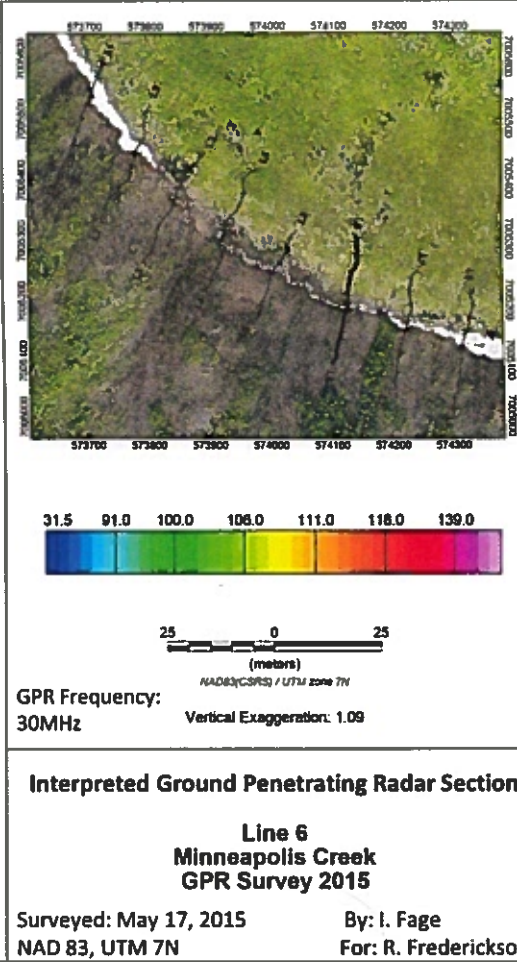 573700 573800 573900 574000 574100 574200 574300
573700 573800 573900 574000 574100 574200 574300
31.5 91.0 100.0 106.0 111.0 118.0 139.0
25 0 25
(meters)
NAD83(CSRS) / UTM zone 7N
GPR Frequency:
30MHz
Vertical Exaggeration: 1.09
Interpreted Ground Penetrating Radar Section
Line 6
Minneapolis Creek
GPR Survey 2015
Surveyed: May 17, 2015 By: I. Fage
NAD 83, UTM 7N For: R. Frederickso